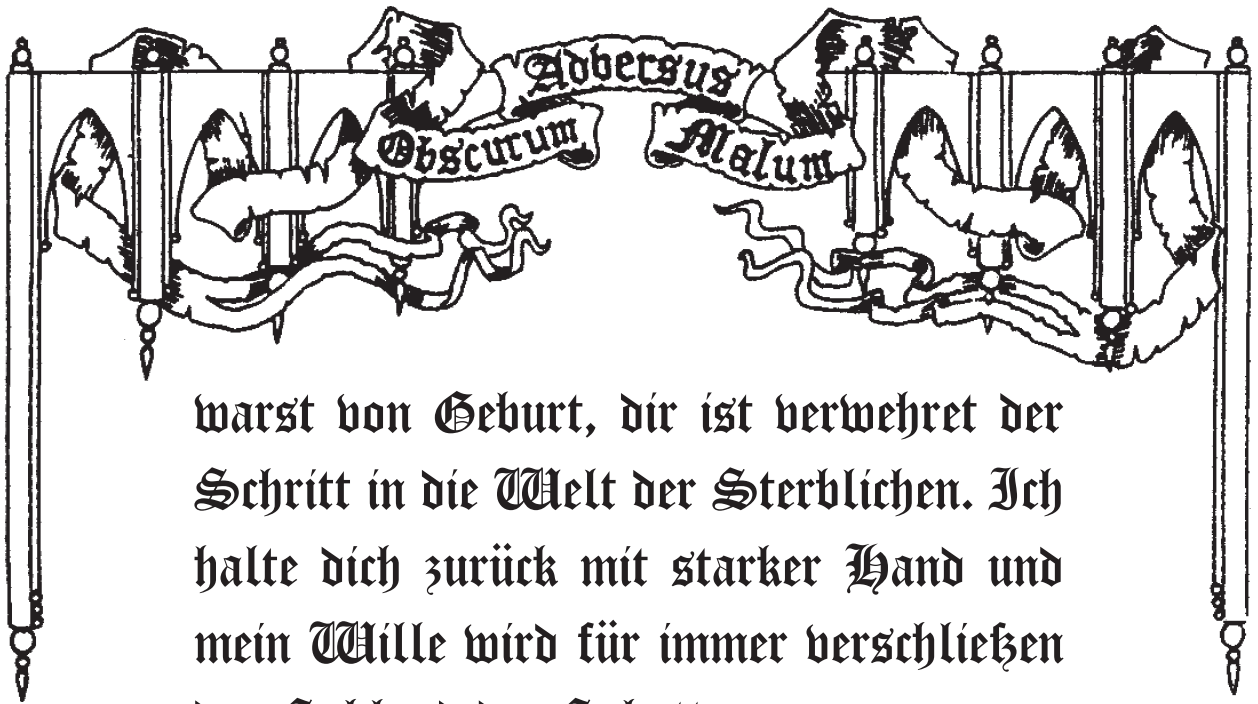 Adversus
Obscurum Malum
warst von Geburt, dir ist verwehret der
Schritt in die Welt der Sterblichen. Ich
halte dich zurück mit starker Hand und
mein Wille wird für immer verschließen